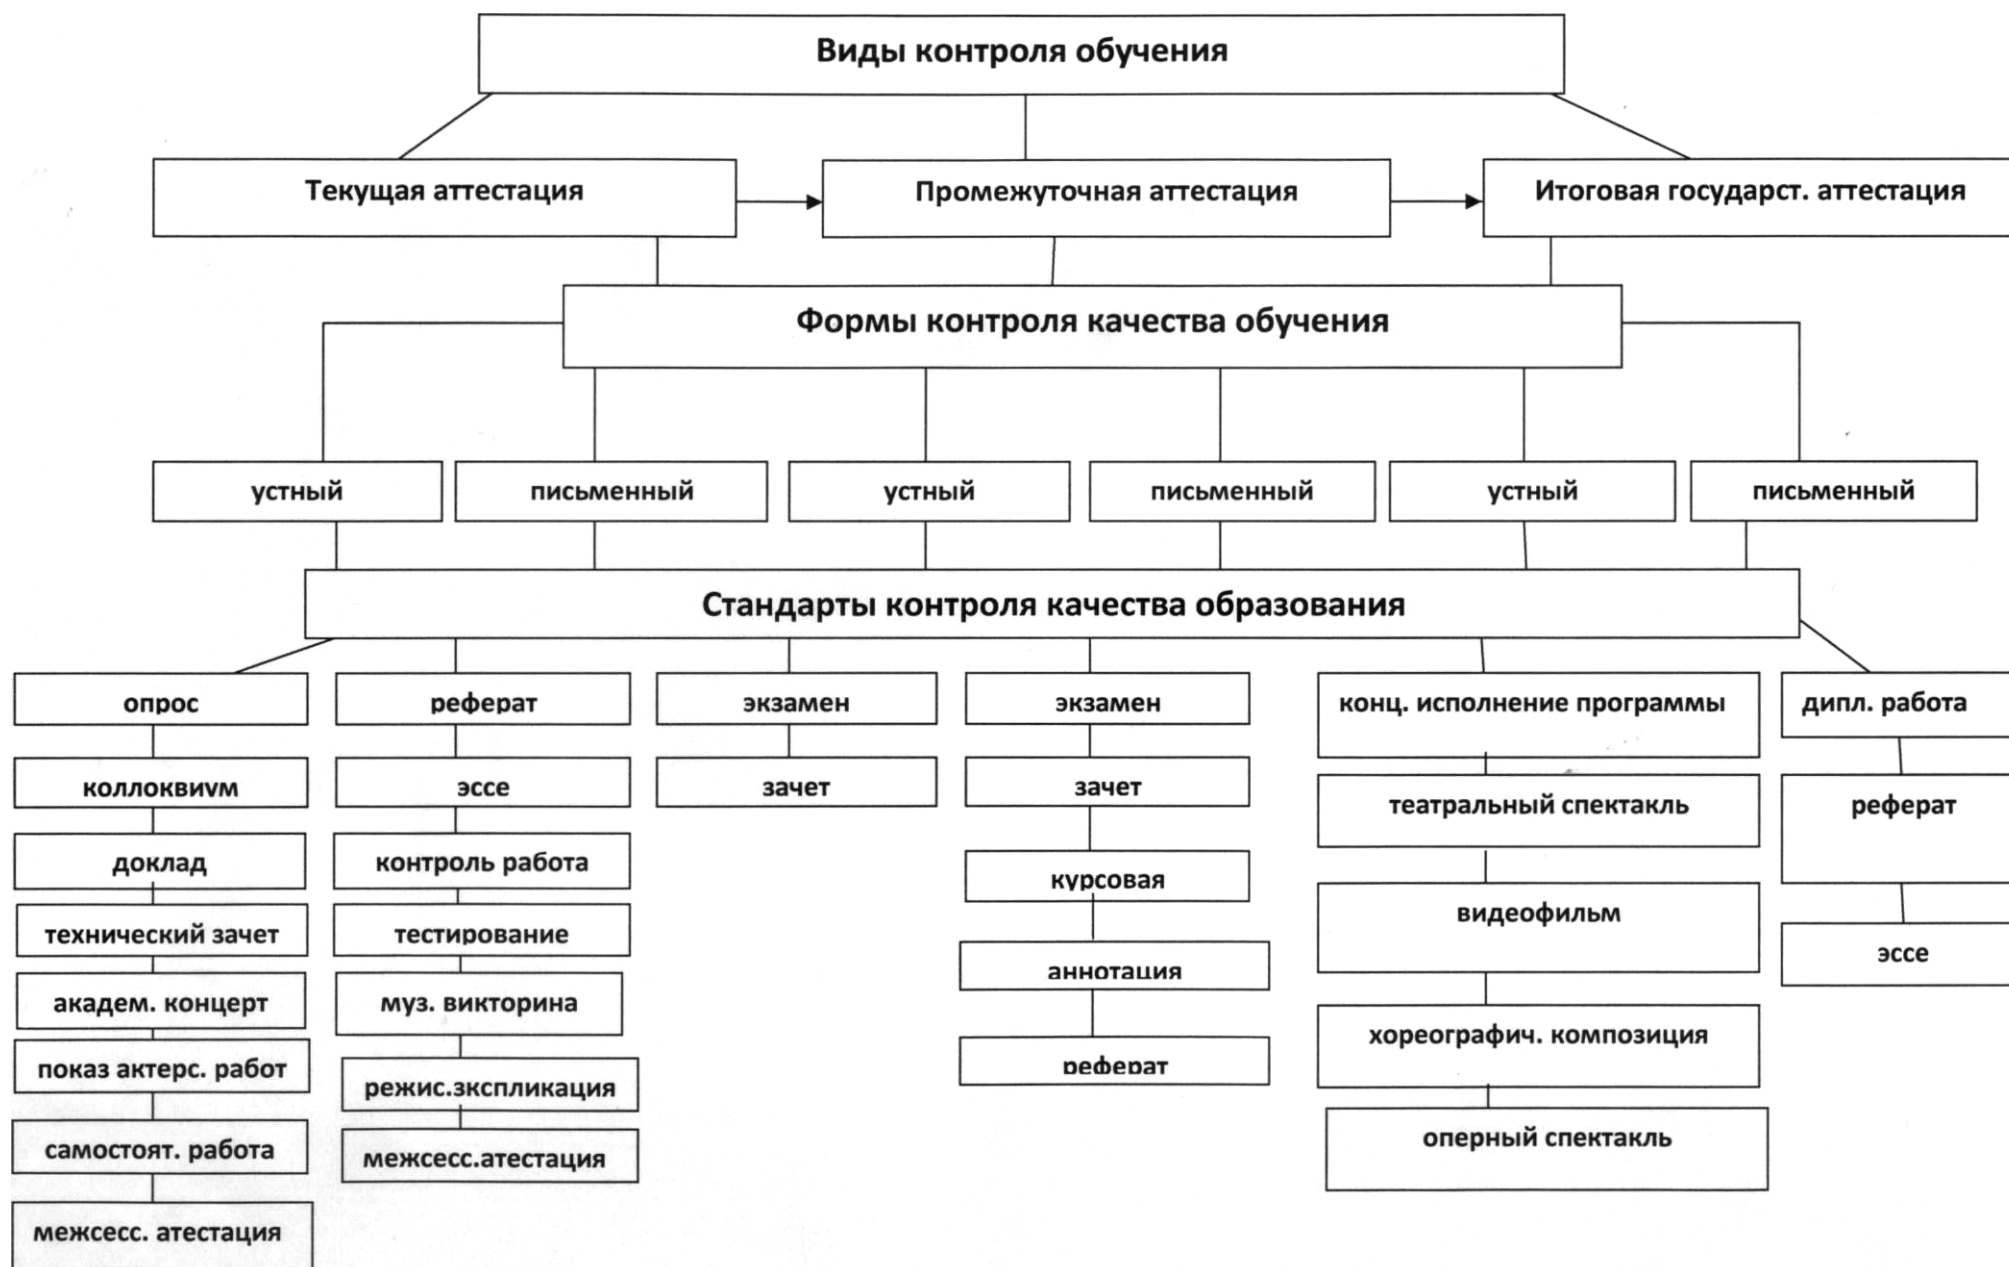 Виды контроля обучения
Текущая аттестация
Промежуточная аттестация
Итоговая государст. аттестация
Формы контроля качества обучения
устный
письменный
устный
письменный
устный
письменный
Стандарты контроля качества образования
опрос
коллоквиум
доклад
технический зачет
академ. концерт
показ актерс. работ
самостоят. работа
межсесс. атестация
реферат
эссе
контроль работа
тестирование
муз. викторина
режис.зкспликация
межсесс.атестация
экзамен
зачет
экзамен
зачет
курсовая
аннотация
реферат
конц. исполнение программы
театральный спектакль
видеофильм
хореографич. композиция
оперный спектакль
дипл. работа
реферат
эссе